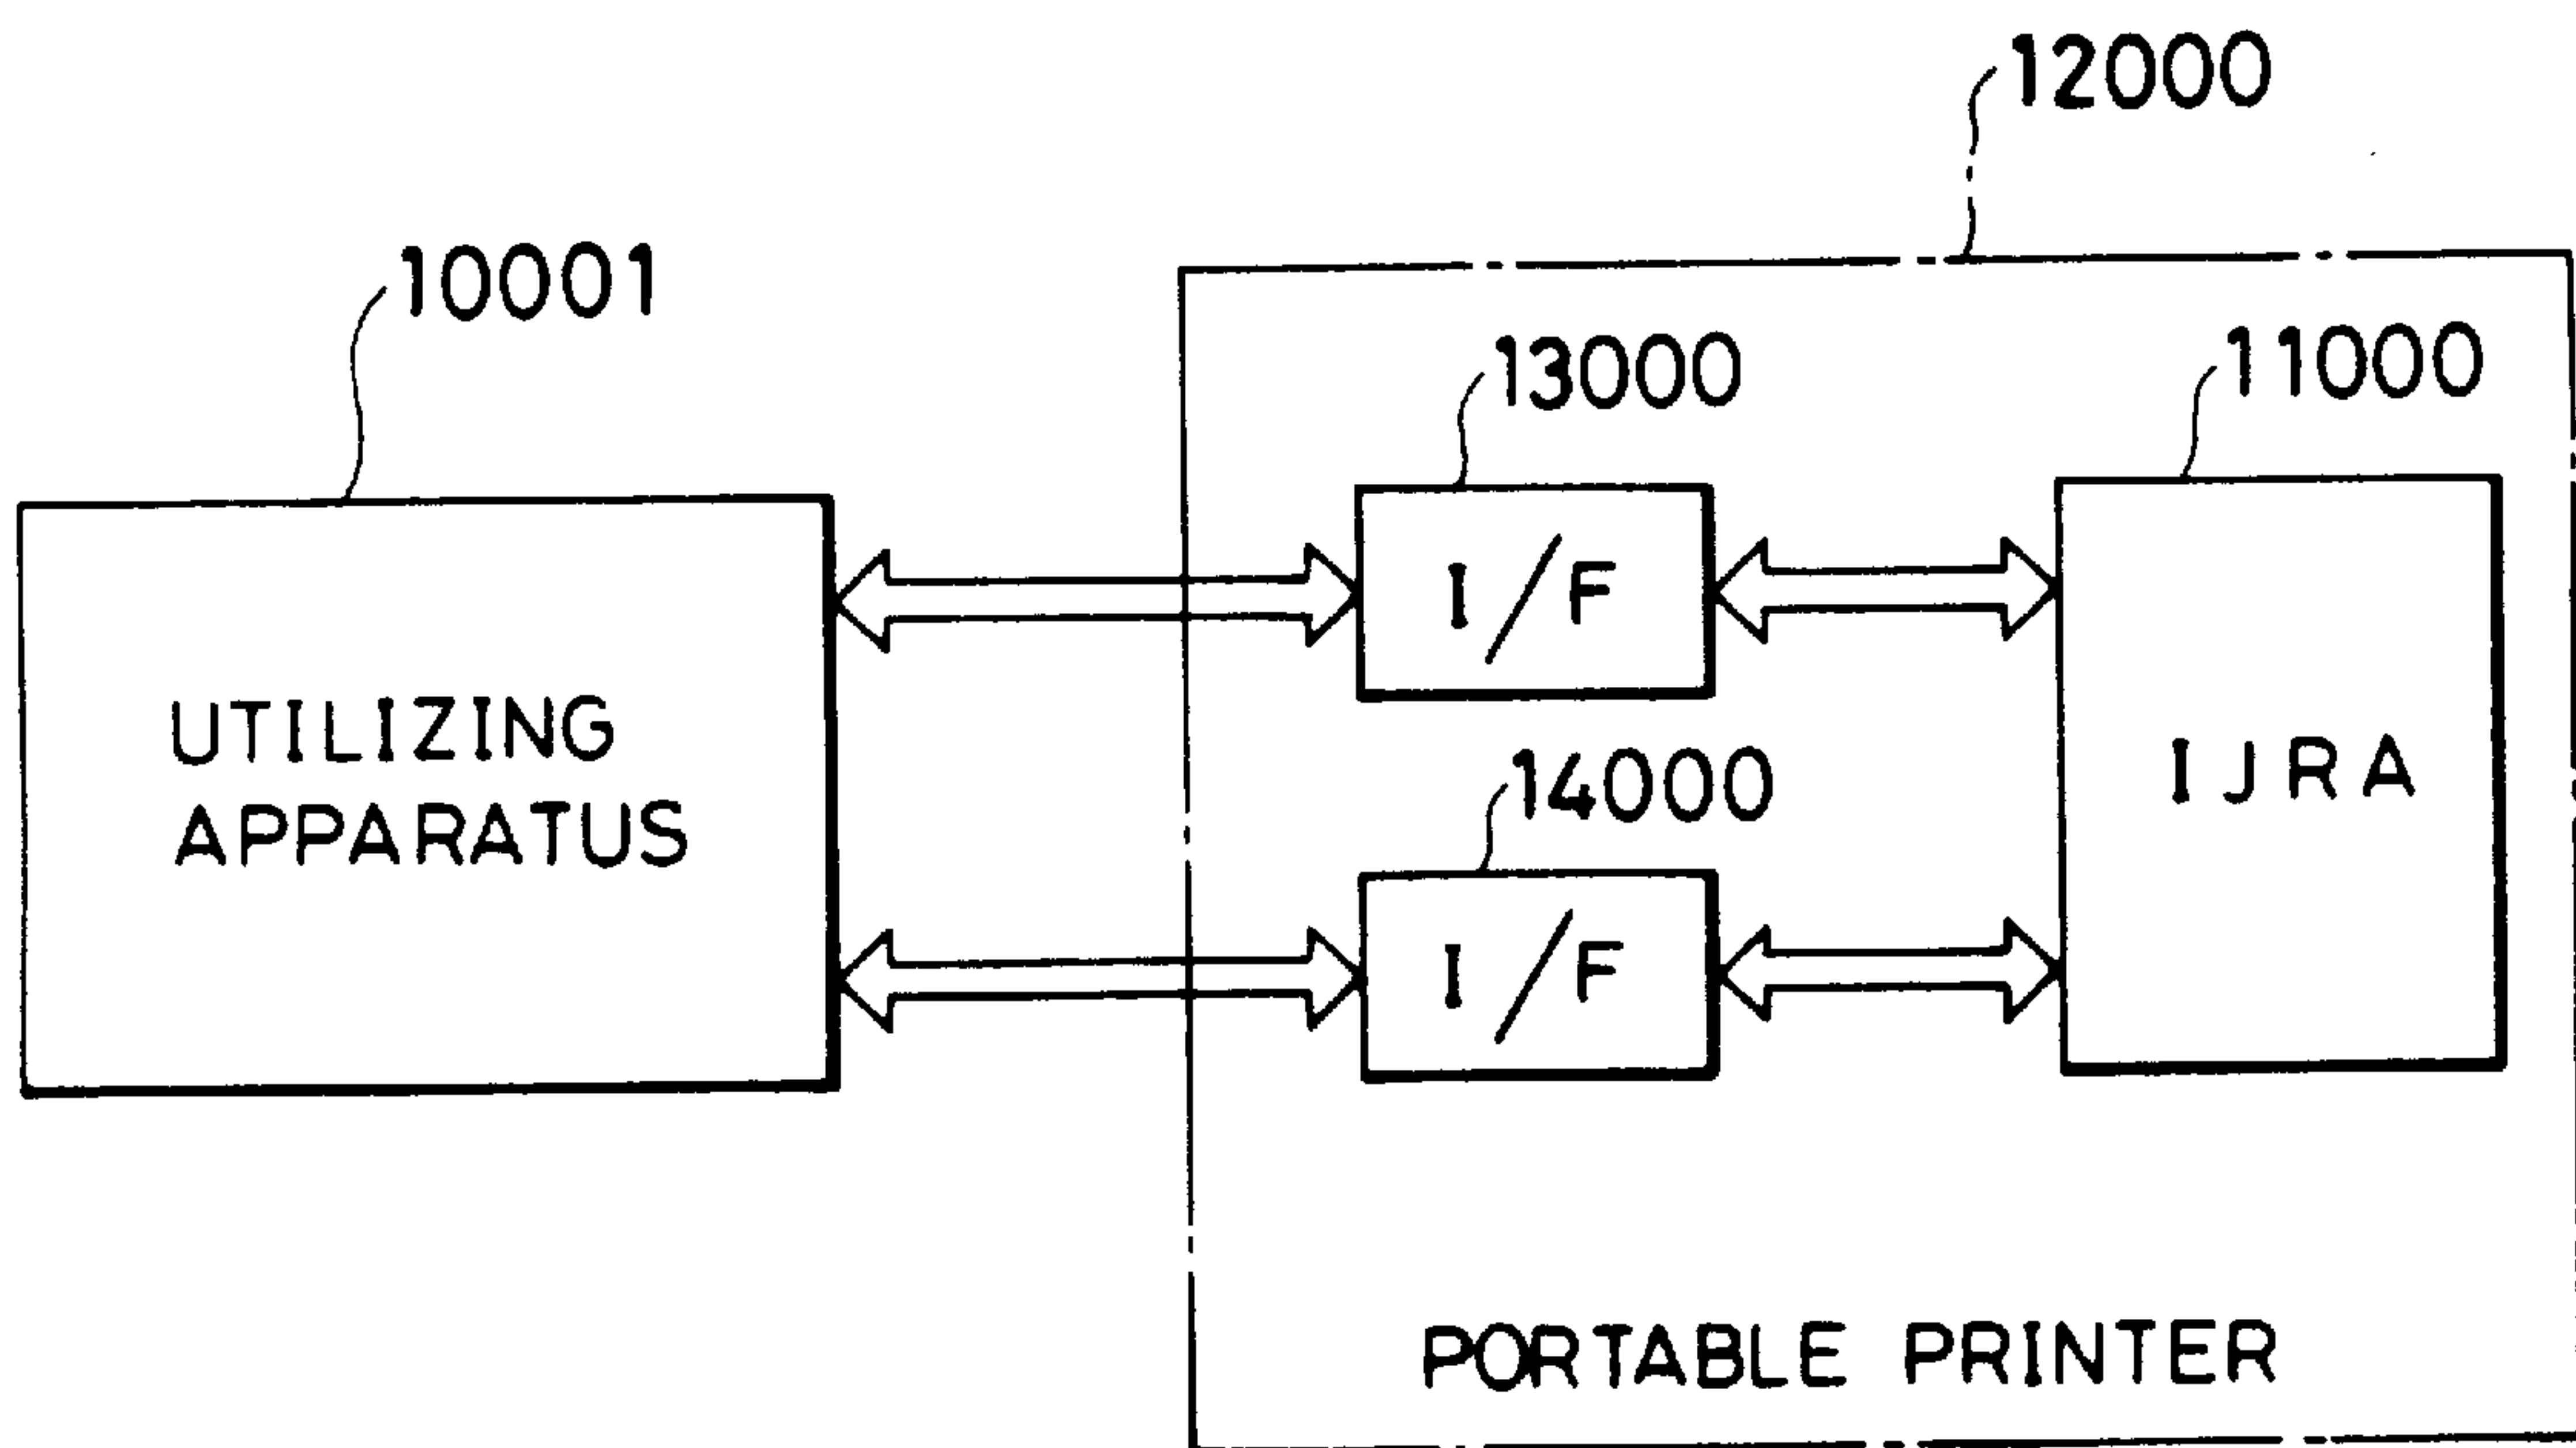 12000
10001
13000
11000
I/F
UTILIZING
APPARATUS
IJRA
14000
I/F
PORTABLE PRINTER